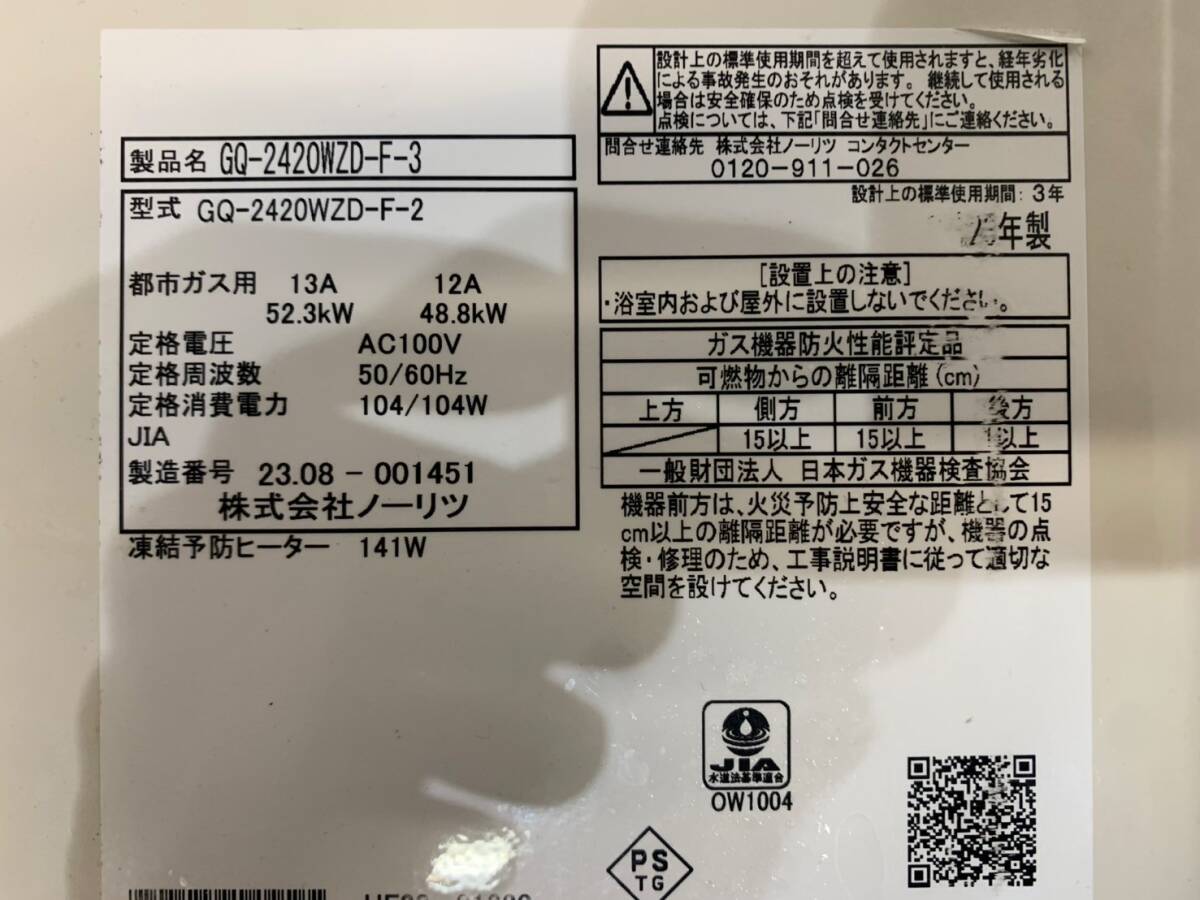 製品名 GQ-2420WZD-F-3
型式 GQ-2420WZD-F-2
都市ガス用 13A 12A
52.3kW 48.8kW
定格電圧 AC100V
定格周波数 50/60Hz
定格消費電力 104/104W
JIA
製造番号 23.08-001451
株式会社ノーリツ
凍結予防ヒーター 141W
設計上の標準使用期間を超えて使用されますと、経年劣化
による事故発生のおそれがあります。 継続して使用される
場合は安全確保のため点検を受けてください。
点検については、下記「問合せ連絡先」にご連絡ください。
問合せ連絡先 株式会社ノーリツ コンタクトセンター
0120-911-026
設計上の標準使用期間: 3年
年製
[設置上の注意]
・浴室内および屋外に設置しないでください。
ガス機器防火性能評定品
可燃物からの離隔距離(cm)
上方 側方 前方 後方
15以上 15以上 以上
一般財団法人 日本ガス機器検査協会
機器前方は、火災予防上安全な距離として15
cm以上の離隔距離が必要ですが、機器の点
検・修理のため、工事説明書に従って適切な
空間を設けてください。
JIA
水道法基準適合
OW1004
PS
TG